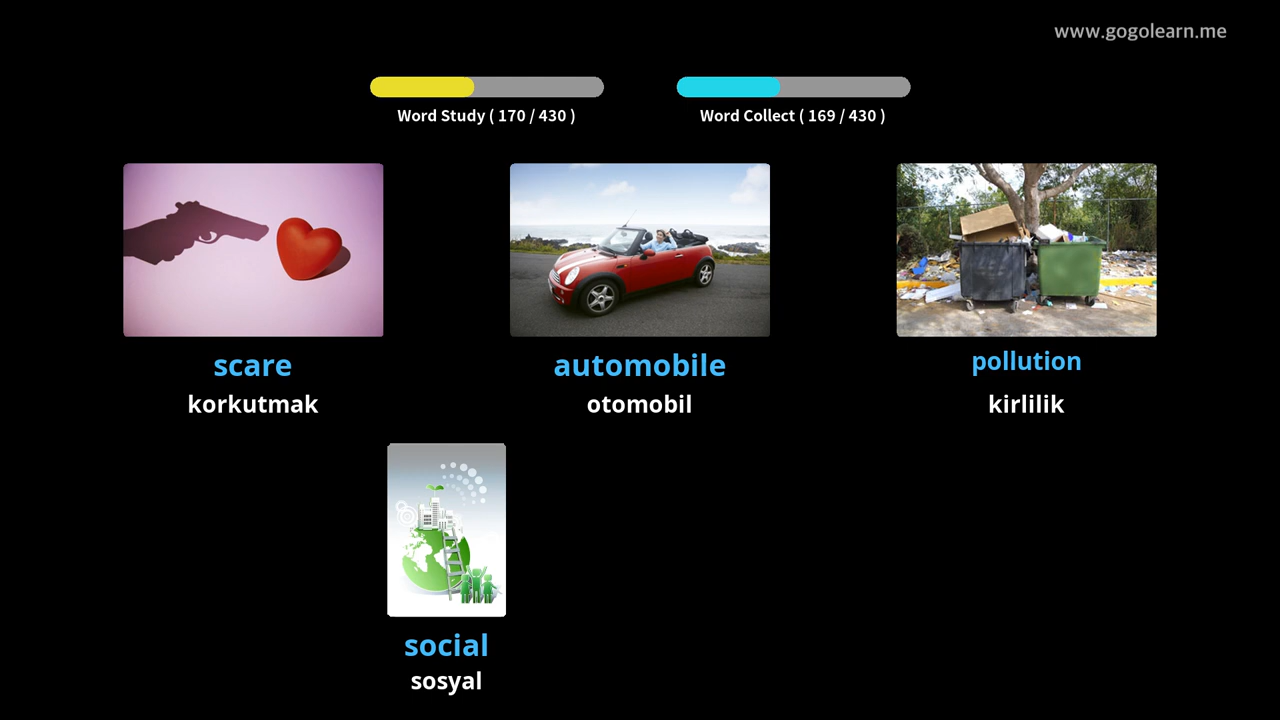 www.gogolearn.me
Word Study ( 170 / 430 )
Word Collect ( 169 / 430 )
scare
korkutmak
automobile
otomobil
pollution
kirlilik
social
sosyal